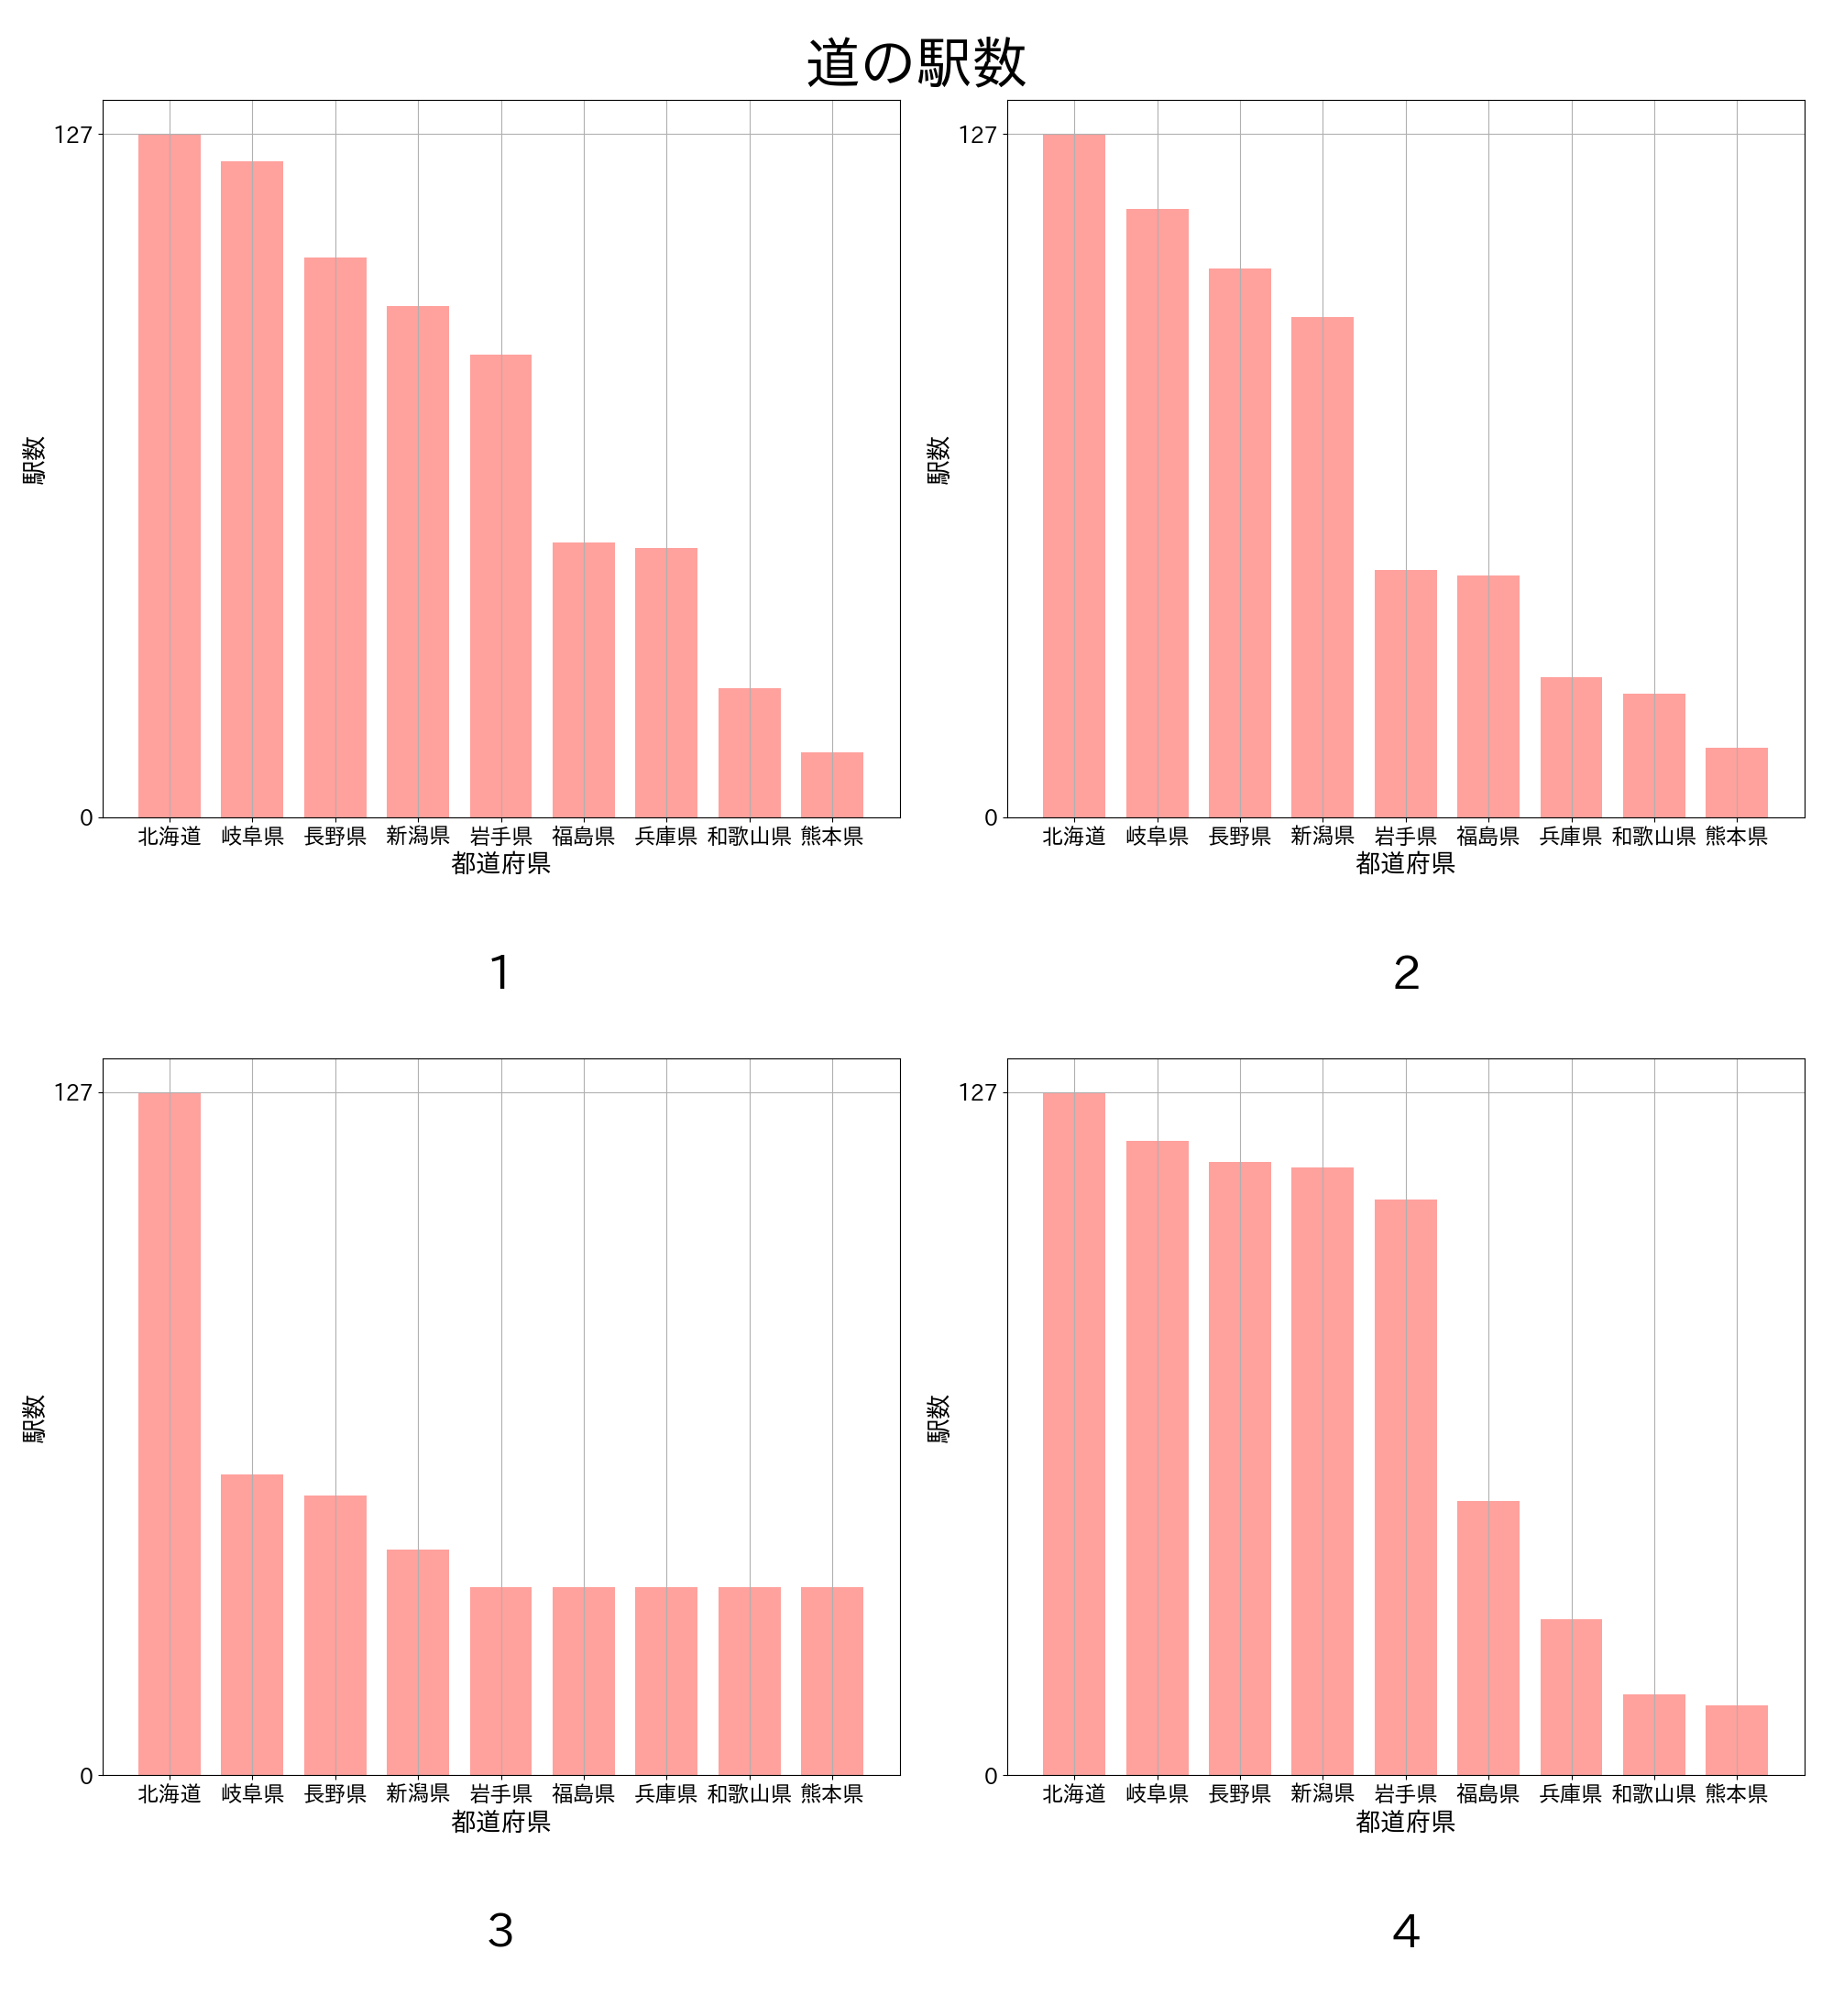 道の駅数
127
0
駅数
北海道 岐阜県 長野県 新潟県 岩手県 福島県 兵庫県 和歌山県 熊本県
都道府県
1
127
0
駅数
北海道 岐阜県 長野県 新潟県 岩手県 福島県 兵庫県 和歌山県 熊本県
都道府県
2
127
0
駅数
北海道 岐阜県 長野県 新潟県 岩手県 福島県 兵庫県 和歌山県 熊本県
都道府県
3
127
0
駅数
北海道 岐阜県 長野県 新潟県 岩手県 福島県 兵庫県 和歌山県 熊本県
都道府県
4